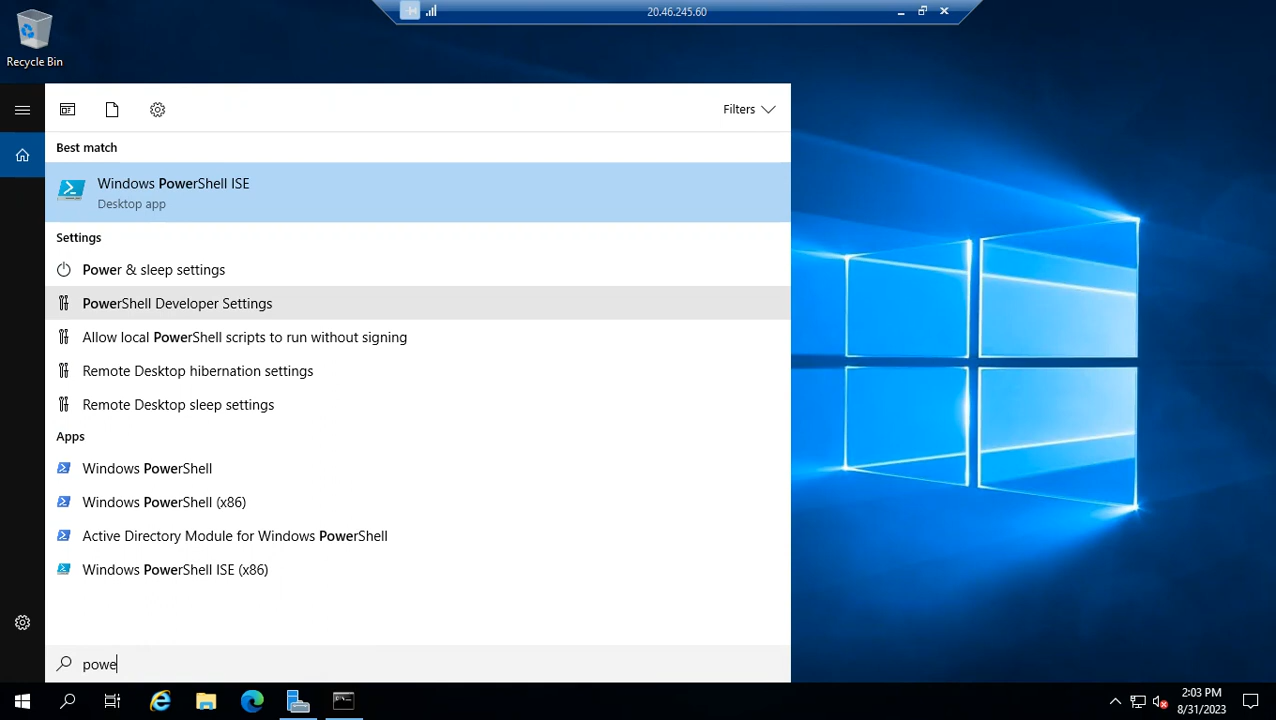 20.46.245.60
Recycle Bin
Filters
Best match
Windows PowerShell ISE
Desktop app
Settings
Power & sleep settings
PowerShell Developer Settings
Allow local PowerShell scripts to run without signing
Remote Desktop hibernation settings
Remote Desktop sleep settings
Apps
Windows PowerShell
Windows PowerShell (x86)
Active Directory Module for Windows PowerShell
Windows PowerShell ISE (x86)
powe
2:03 PM
8/31/2023